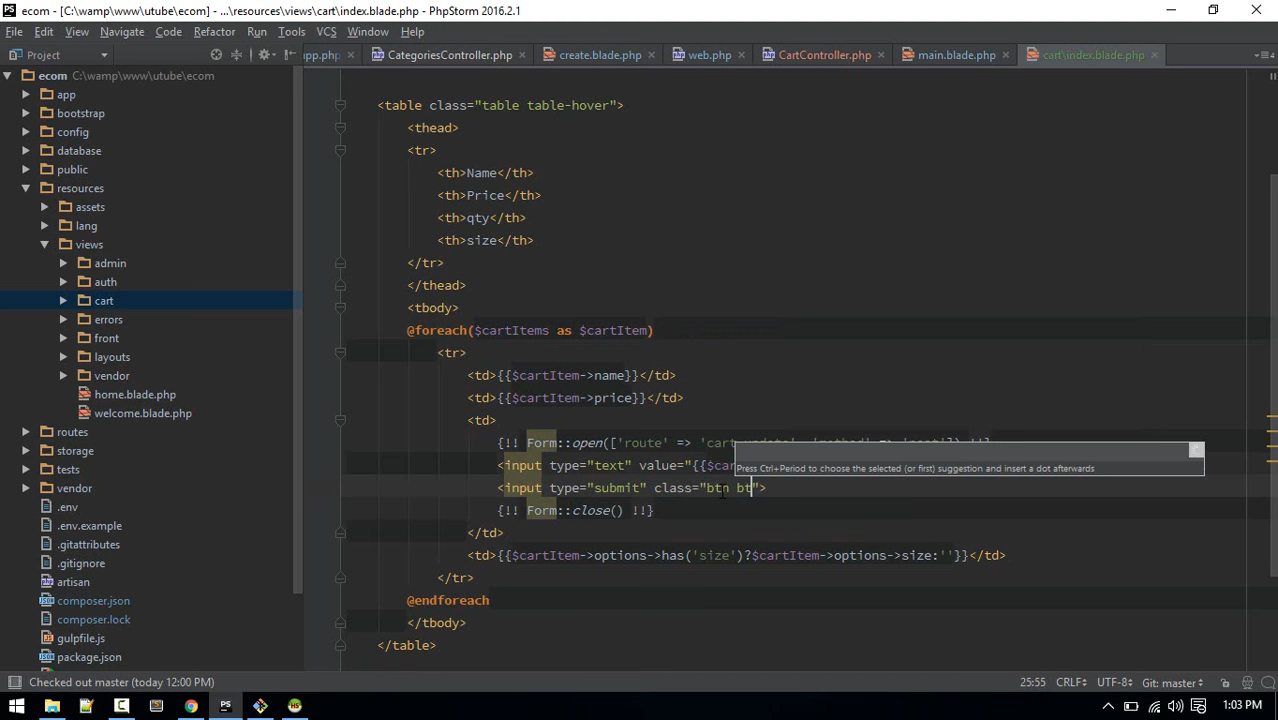 ecom - [C:\wamp\www\utube\ecom] - ...\resources\views\cart\index.blade.php - PhpStorm 2016.2.1
File Edit View Navigate Code Refactor Run Tools VCS Window Help
Project
app.php CategoriesController.php create.blade.php web.php CartController.php main.blade.php cart\index.blade.php
ecom C:\wamp\www\utube\ecom
app
bootstrap
config
database
public
resources
assets
lang
views
admin
auth
cart
errors
front
layouts
vendor
home.blade.php
welcome.blade.php
routes
storage
tests
vendor
.env
.env.example
.gitattributes
.gitignore
artisan
composer.json
composer.lock
gulpfile.js
package.json
<table class="table table-hover">
<thead>
<tr>
<th>Name</th>
<th>Price</th>
<th>qty</th>
<th>size</th>
</tr>
</thead>
<tbody>
@foreach($cartItems as $cartItem)
<tr>
<td>{{$cartItem->name}}</td>
<td>{{$cartItem->price}}</td>
<td>
{!! Form::open(['route' => 'cart.update', 'method' => 'post']) !!}
<input type="text" value="{{$car
Press Ctrl+Period to choose the selected (or first) suggestion and insert a dot afterwards
<input type="submit" class="btn bt">
{!! Form::close() !!}
</td>
<td>{{$cartItem->options->has('size')?$cartItem->options->size:''}}</td>
</tr>
@endforeach
</tbody>
</table>
Checked out master (today 12:00 PM) 25:55 CRLF UTF-8 Git: master
1:03 PM